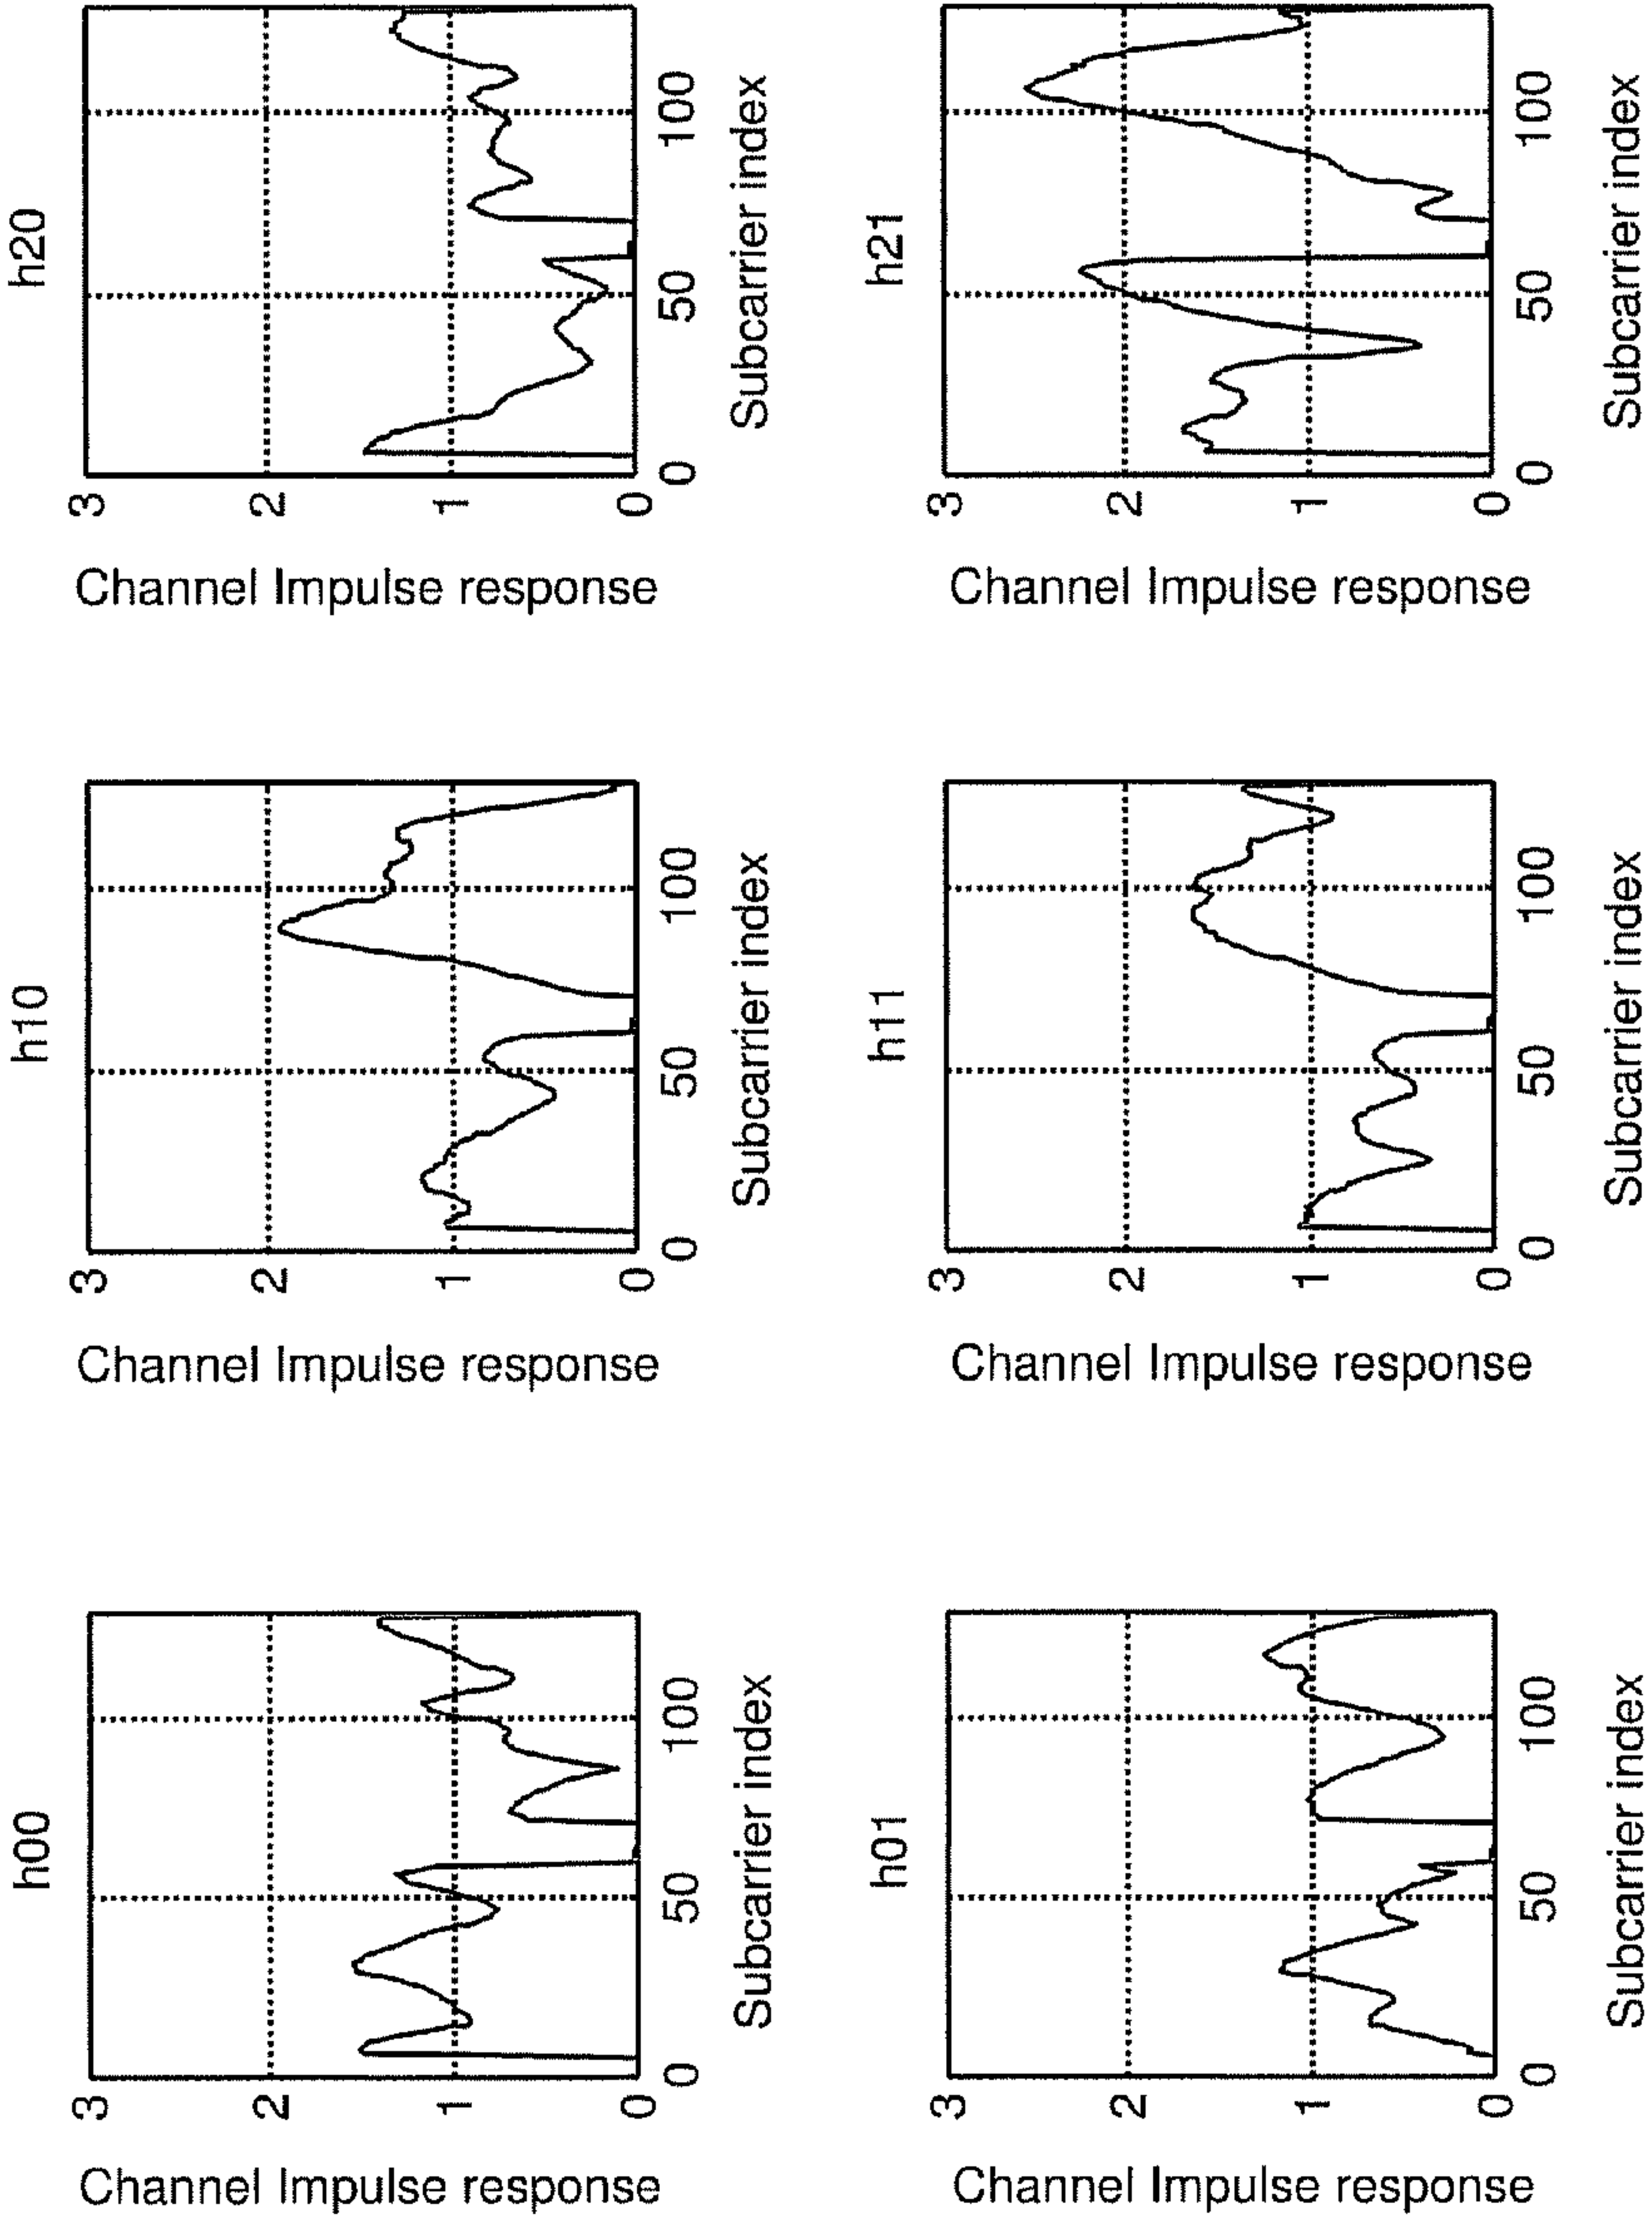 h00
Channel Impulse response
3
2
1
0
0
50
100
Subcarrier index
h10
Channel Impulse response
3
2
1
0
0
50
100
Subcarrier index
h20
Channel Impulse response
3
2
1
0
0
50
100
Subcarrier index
h01
Channel Impulse response
3
2
1
0
0
50
100
Subcarrier index
h11
Channel Impulse response
3
2
1
0
0
50
100
Subcarrier index
h21
Channel Impulse response
3
2
1
0
0
50
100
Subcarrier index